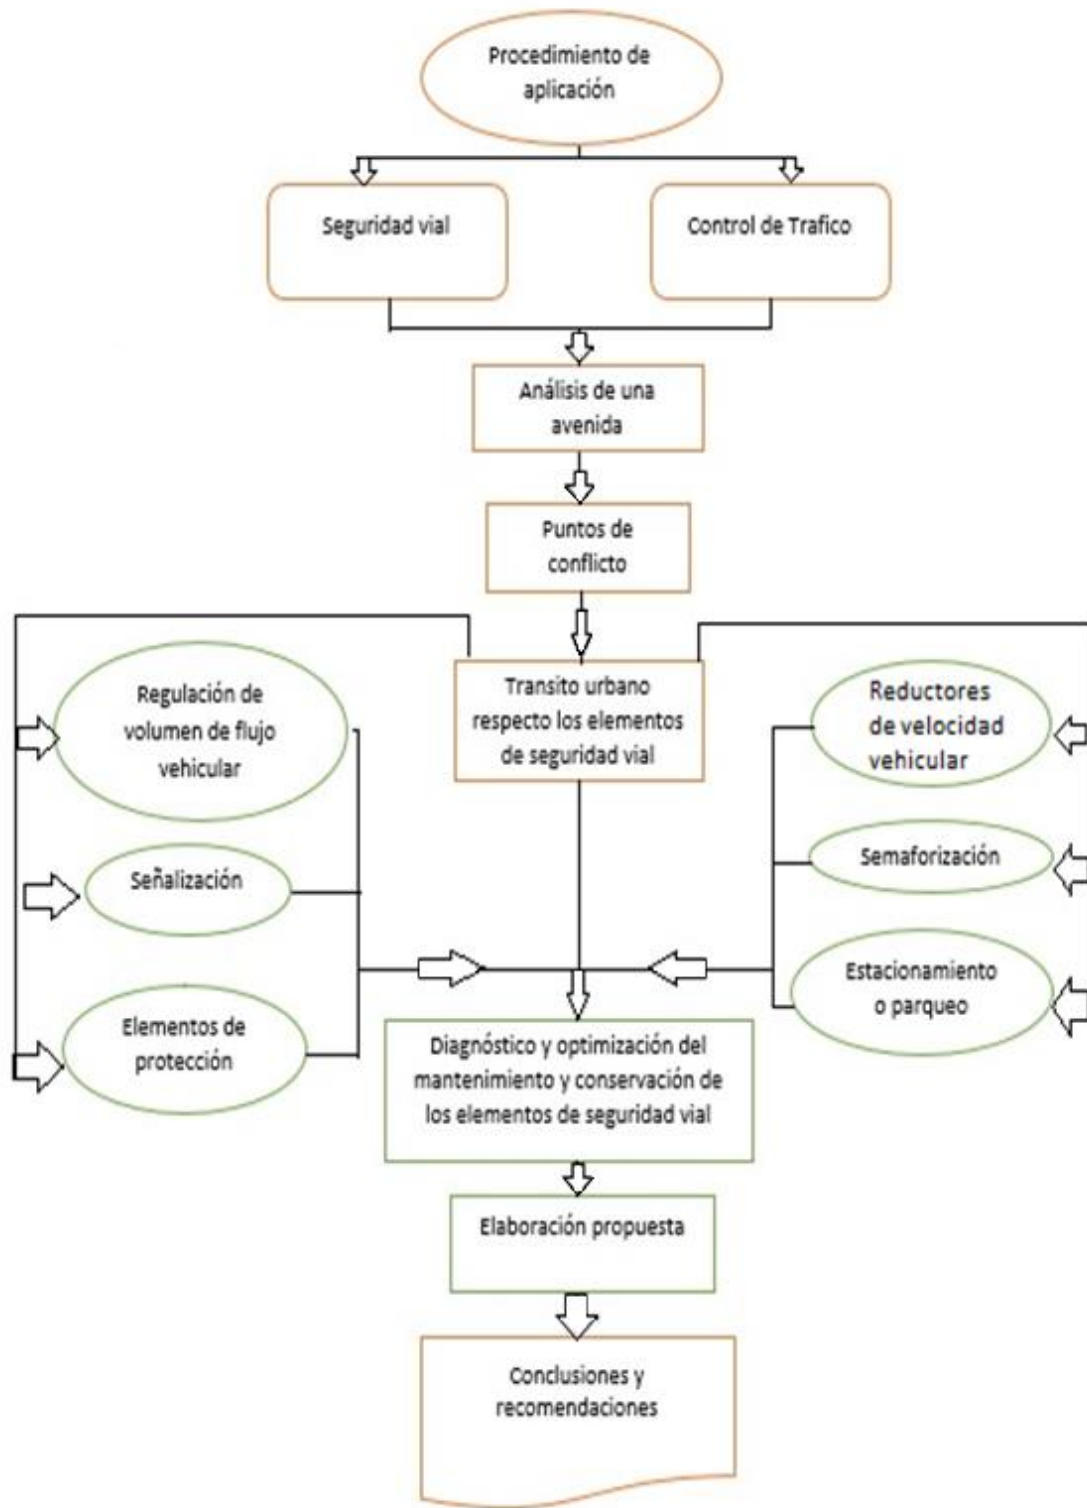 Procedimiento de
aplicación
Seguridad vial
Control de Trafico
Análisis de una
avenida
Puntos de
conflicto
Transito urbano
respecto los elementos
de seguridad vial
Regulación de
volumen de flujo
vehicular
Señalización
Elementos de
protección
Reductores
de velocidad
vehicular
Semaforización
Estacionamiento
o parqueo
Diagnóstico y optimización del
mantenimiento y conservación de
los elementos de seguridad vial
Elaboración propuesta
Conclusiones y
recomendaciones